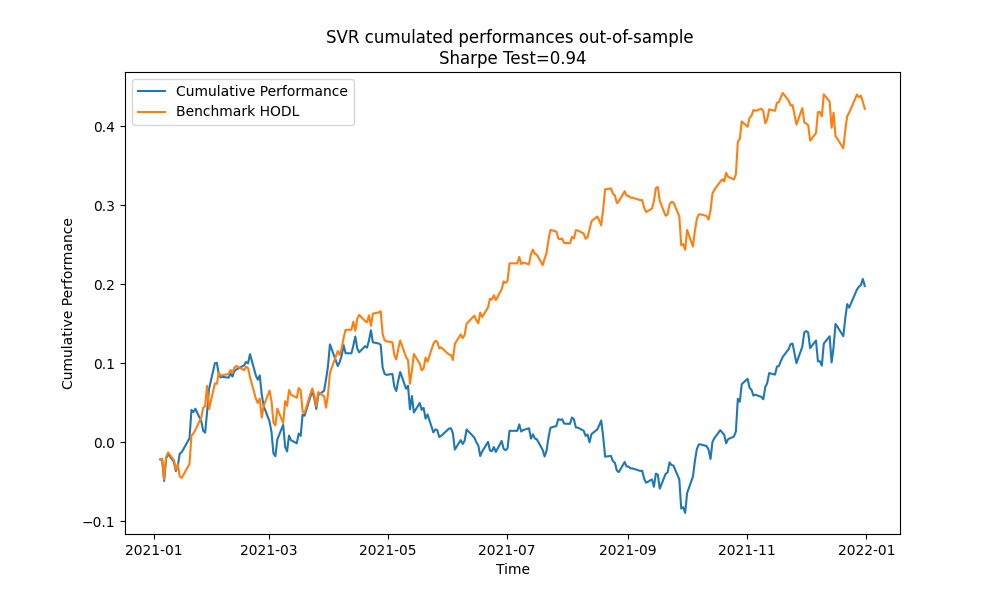 SVR cumulated performances out-of-sample
Sharpe Test=0.94
Cumulative Performance
Benchmark HODL
Cumulative Performance
0.4
0.3
0.2
0.1
0.0
−0.1
2021-01
2021-03
2021-05
2021-07
2021-09
2021-11
2022-01
Time